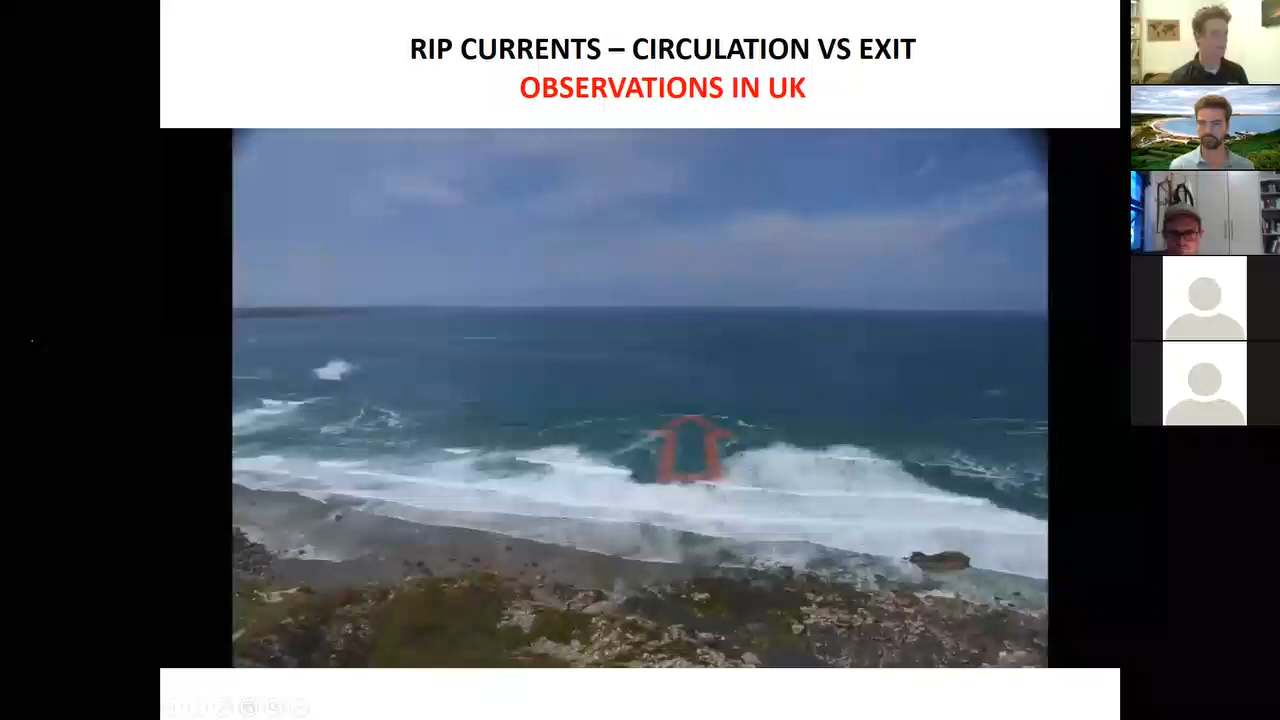 RIP CURRENTS – CIRCULATION VS EXIT
OBSERVATIONS IN UK